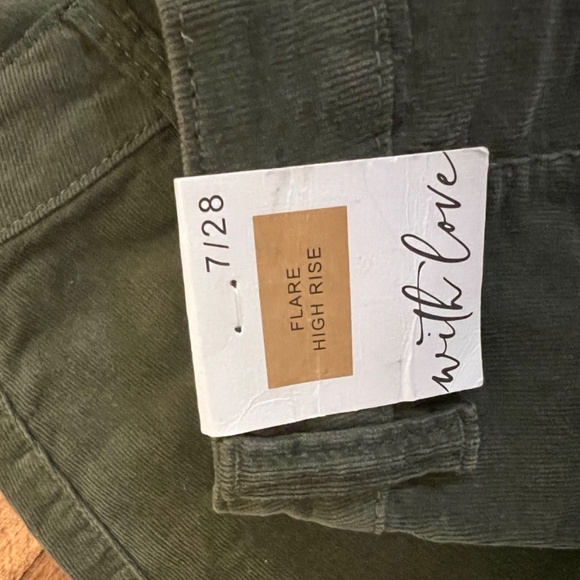 7/28
FLARE
HIGH RISE
with love